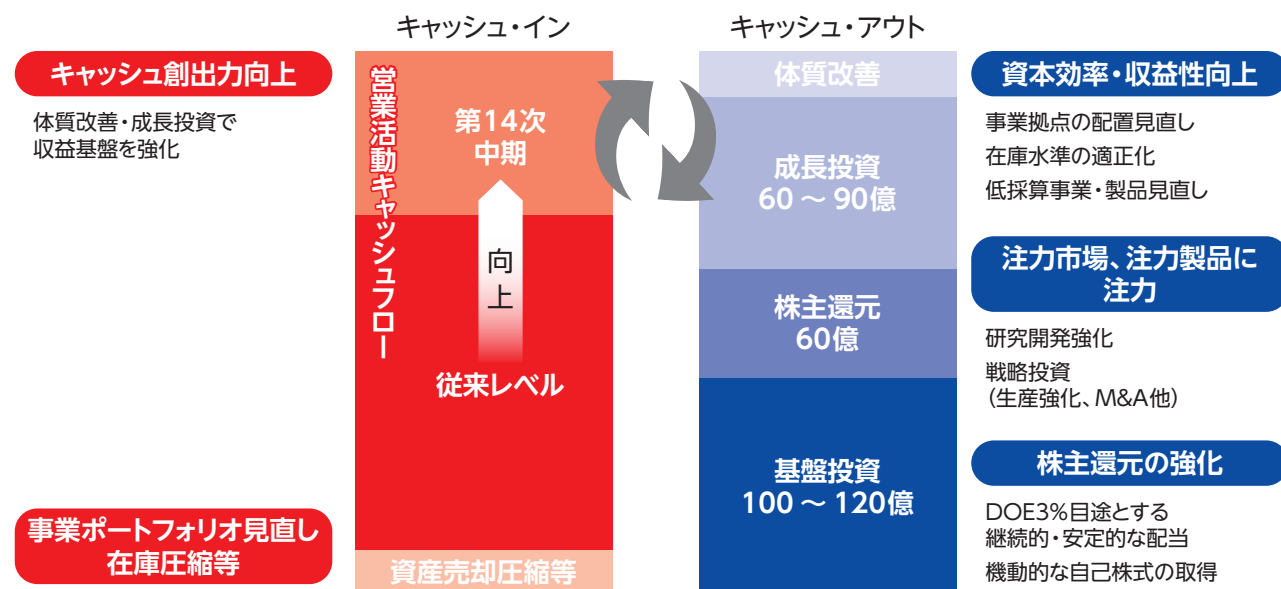 キャッシュ・イン
キャッシュ・アウト
キャッシュ創出力向上
体質改善・成長投資で
収益基盤を強化
事業ポートフォリオ見直し
在庫圧縮等
営業活動キャッシュフロー
第14次
中期
向上
従来レベル
資産売却圧縮等
体質改善
成長投資
60～90億
株主還元
60億
基盤投資
100～120億
資本効率・収益性向上
事業拠点の配置見直し
在庫水準の適正化
低採算事業・製品見直し
注力市場、注力製品に
注力
研究開発強化
戦略投資
（生産強化、M&A他）
株主還元の強化
DOE3%目途とする
継続的・安定的な配当
機動的な自己株式の取得